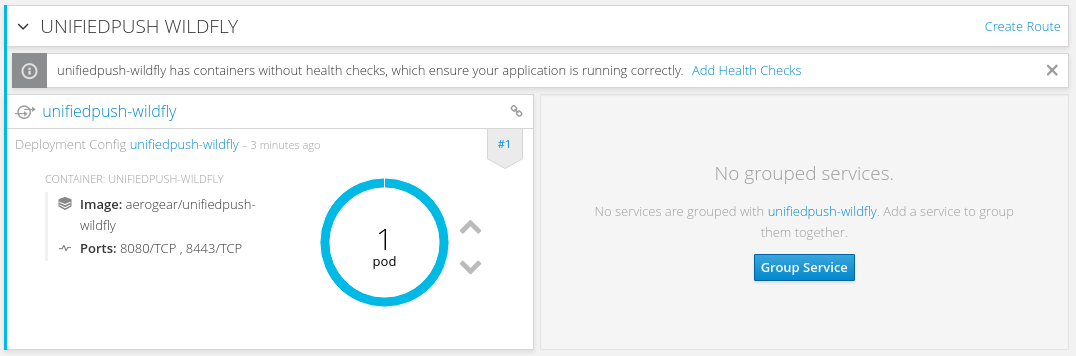 UNIFIEDPUSH WILDFLY
Create Route
unifiedpush-wildfly has containers without health checks, which ensure your application is running correctly. Add Health Checks
unifiedpush-wildfly
Deployment Config unifiedpush-wildfly – 3 minutes ago
#1
CONTAINER: UNIFIEDPUSH-WILDFLY
Image: aerogear/unifiedpush-
wildfly
Ports: 8080/TCP , 8443/TCP
1
pod
No grouped services.
No services are grouped with unifiedpush-wildfly. Add a service to group
them together.
Group Service